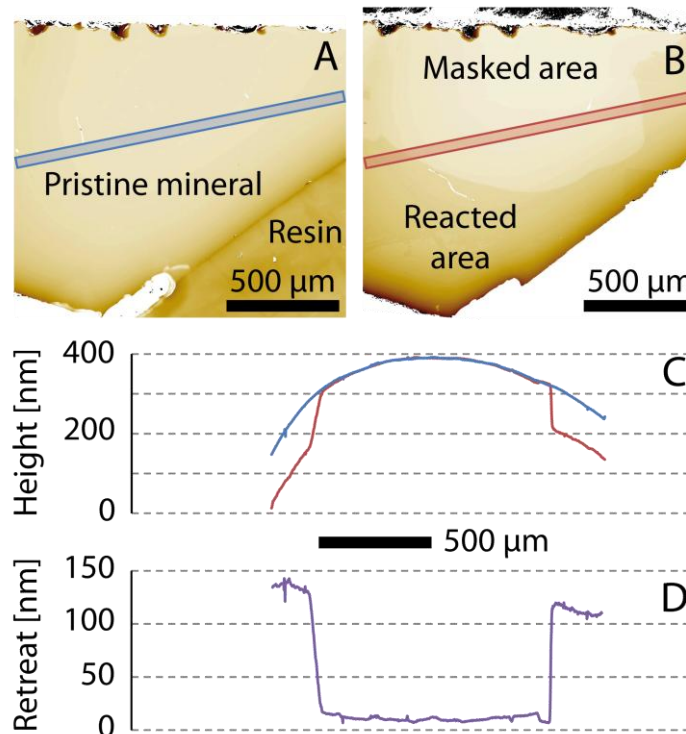 A
Pristine mineral
Resin
500 µm
B
Masked area
Reacted
area
500 µm
C
Height [nm]
400
200
0
500 µm
D
Retreat [nm]
150
100
50
0